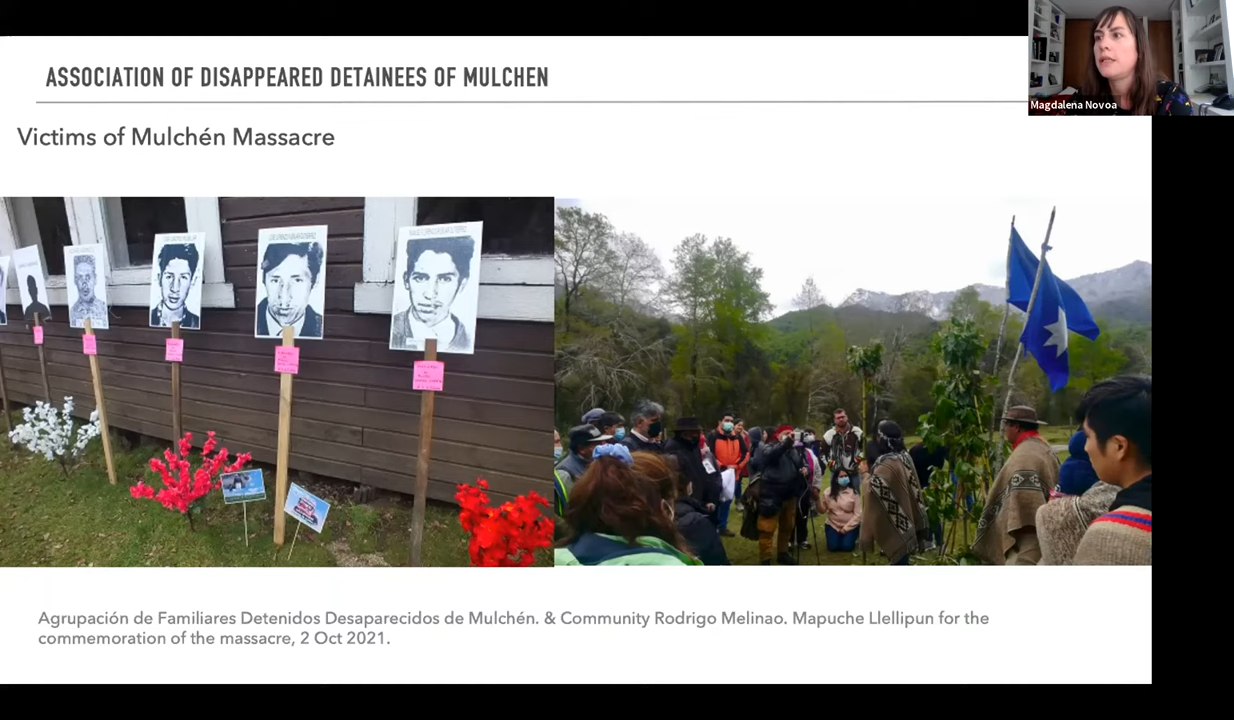 ASSOCIATION OF DISAPPEARED DETAINEES OF MULCHEN
Magdalena Novoa
Victims of Mulchén Massacre
Agrupación de Familiares Detenidos Desaparecidos de Mulchén. & Community Rodrigo Melinao. Mapuche Llellipun for the
commemoration of the massacre, 2 Oct 2021.